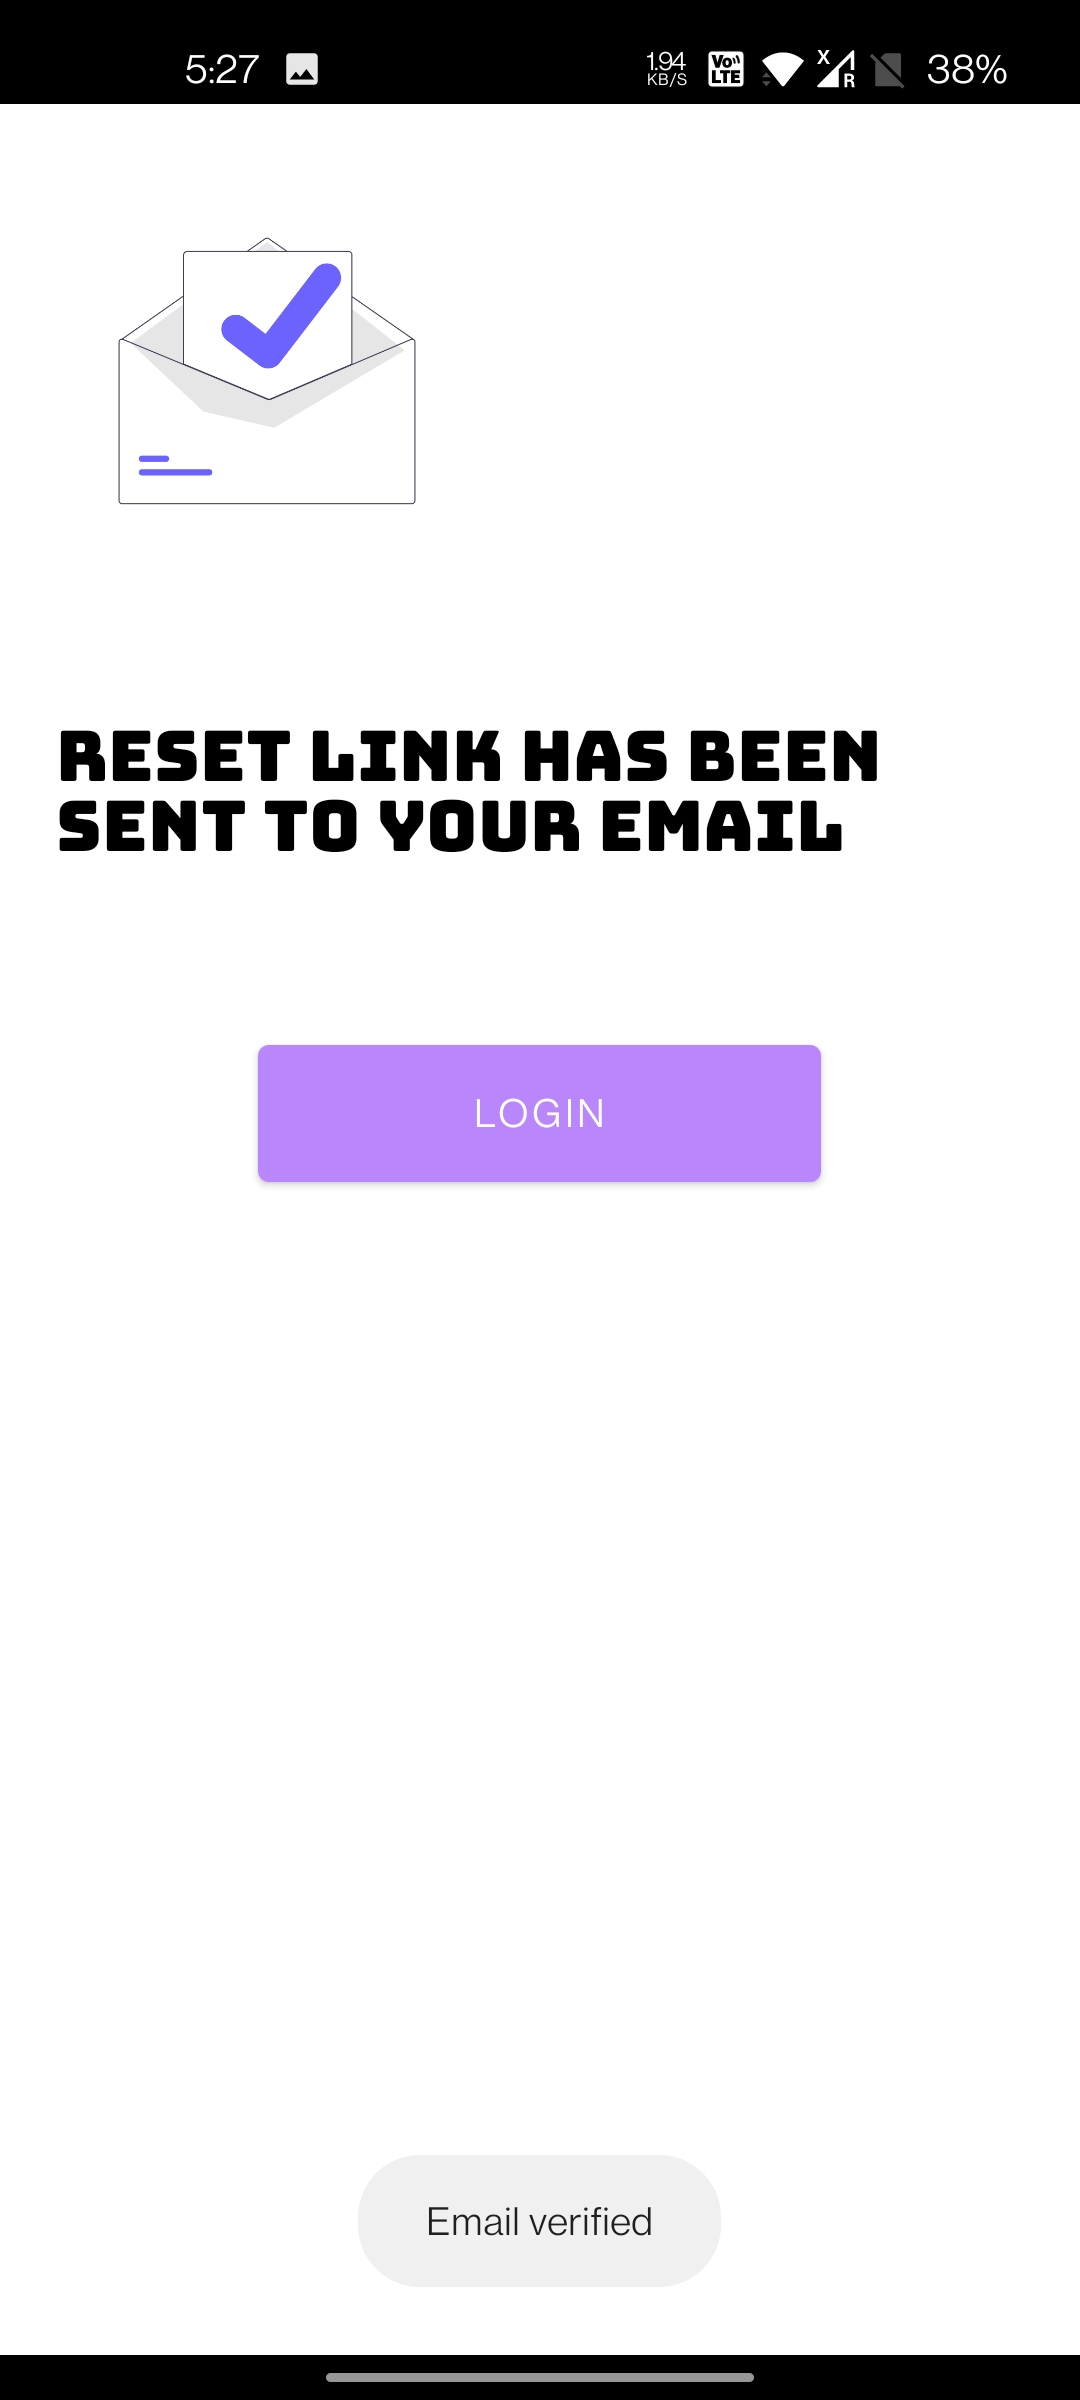 5:27
1.94
KB/S
Vo
LTE
X
R
38%
RESET LINK HAS BEEN
SENT TO YOUR EMAIL
LOGIN
Email verified